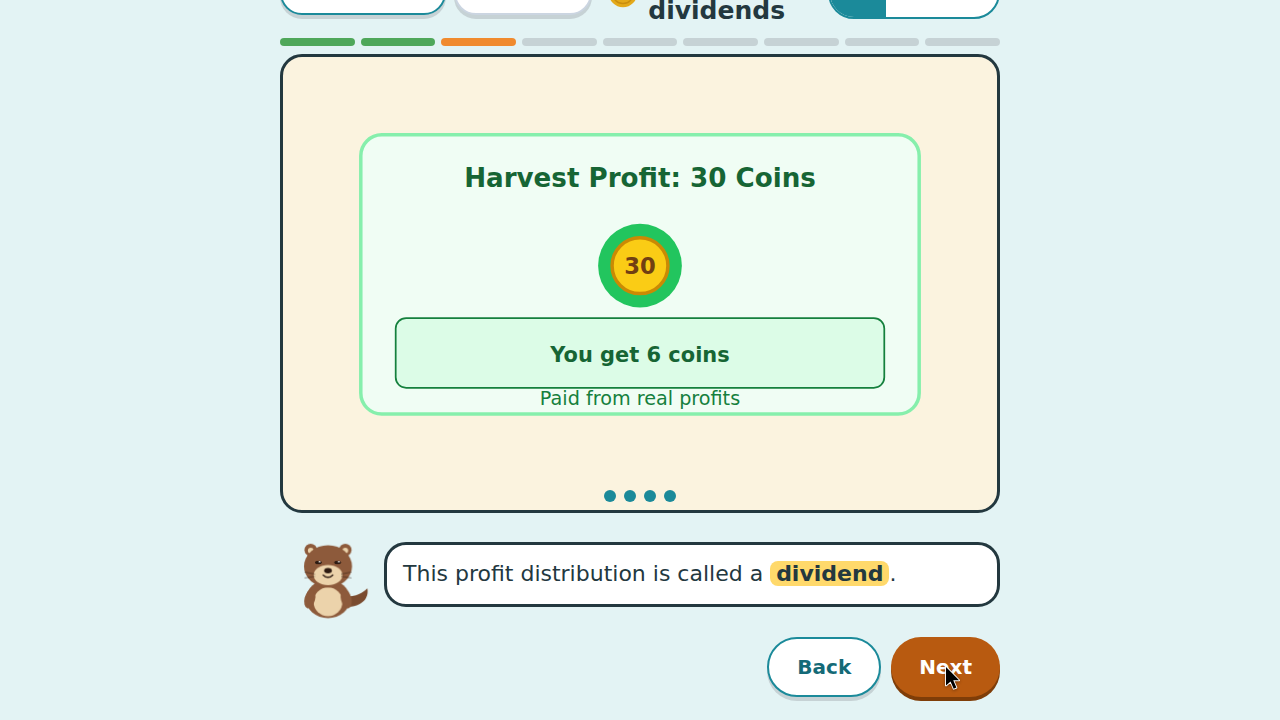 dividends
Harvest Profit: 30 Coins
30
You get 6 coins
Paid from real profits
This profit distribution is called a dividend.
Back
Next